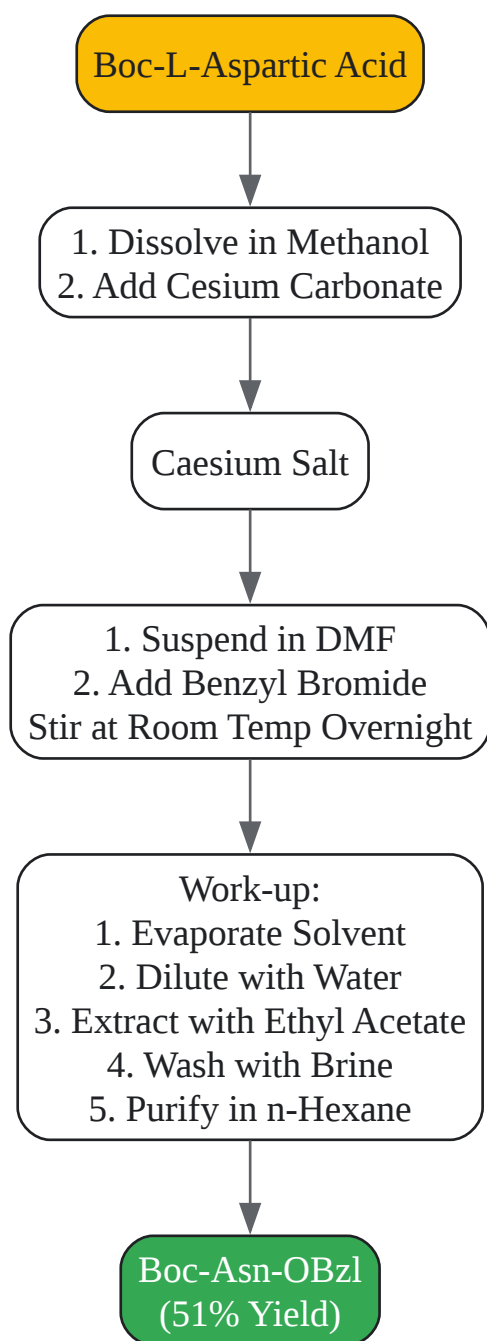 Boc-L-Aspartic Acid
1. Dissolve in Methanol
2. Add Cesium Carbonate
Caesium Salt
1. Suspend in DMF
2. Add Benzyl Bromide
Stir at Room Temp Overnight
Work-up:
1. Evaporate Solvent
2. Dilute with Water
3. Extract with Ethyl Acetate
4. Wash with Brine
5. Purify in n-Hexane
Boc-Asn-OBzl
(51% Yield)